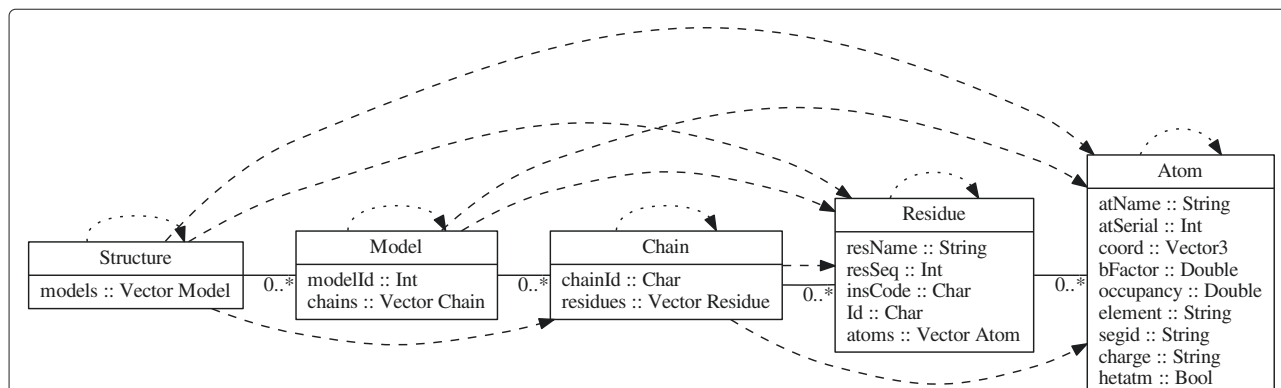 Structure
models :: Vector Model
0..*
Model
modelId :: Int
chains :: Vector Chain
0..*
Chain
chainId :: Char
residues :: Vector Residue
0..*
Residue
resName :: String
resSeq :: Int
insCode :: Char
Id :: Char
atoms :: Vector Atom
0..*
Atom
atName :: String
atSerial :: Int
coord :: Vector3
bFactor :: Double
occupancy :: Double
element :: String
segid :: String
charge :: String
hetatm :: Bool